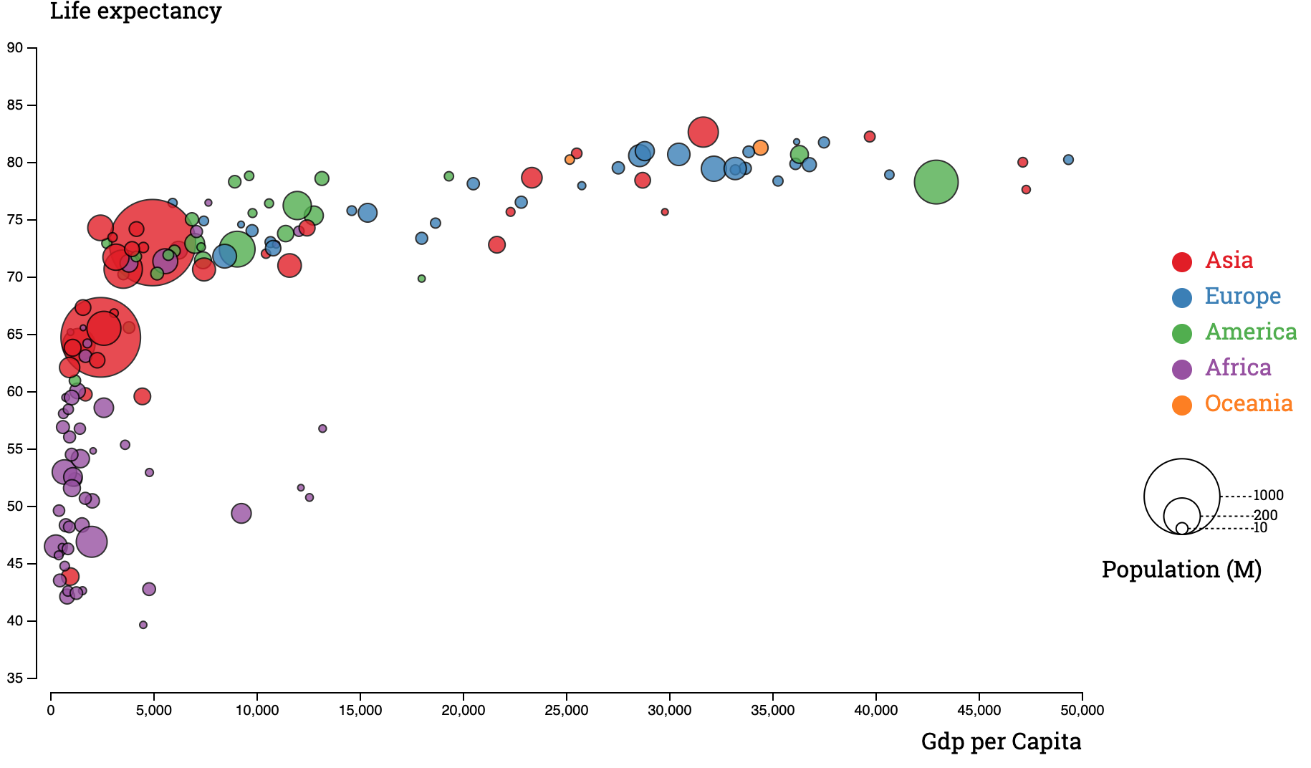 Life expectancy
90
85
80
75
70
65
60
55
50
45
40
35
0 5,000 10,000 15,000 20,000 25,000 30,000 35,000 40,000 45,000 50,000
Gdp per Capita
Asia
Europe
America
Africa
Oceania
1000
200
10
Population (M)